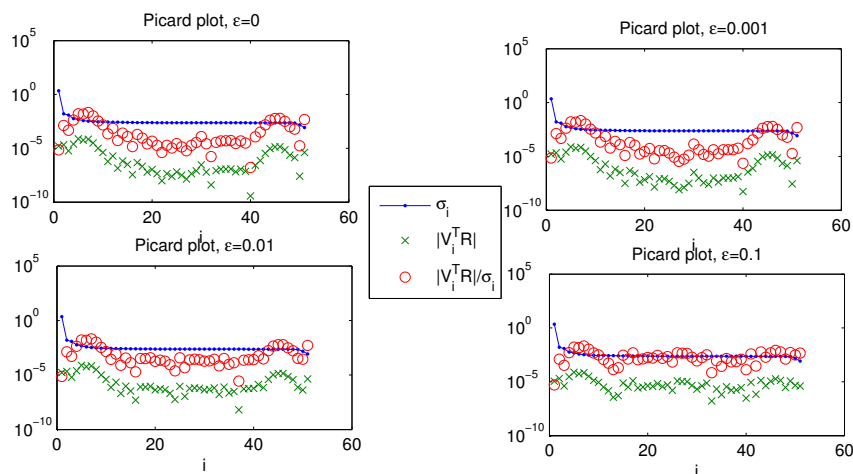 Picard plot, ε=0
10^5
10^0
10^-5
10^-10
0 20 40 60
i
Picard plot, ε=0.001
10^5
10^0
10^-5
10^-10
0 20 40 60
i
σ_i
|V_i^T R|
|V_i^T R|/σ_i
Picard plot, ε=0.01
10^5
10^0
10^-5
10^-10
0 20 40 60
i
Picard plot, ε=0.1
10^5
10^0
10^-5
10^-10
0 20 40 60
i